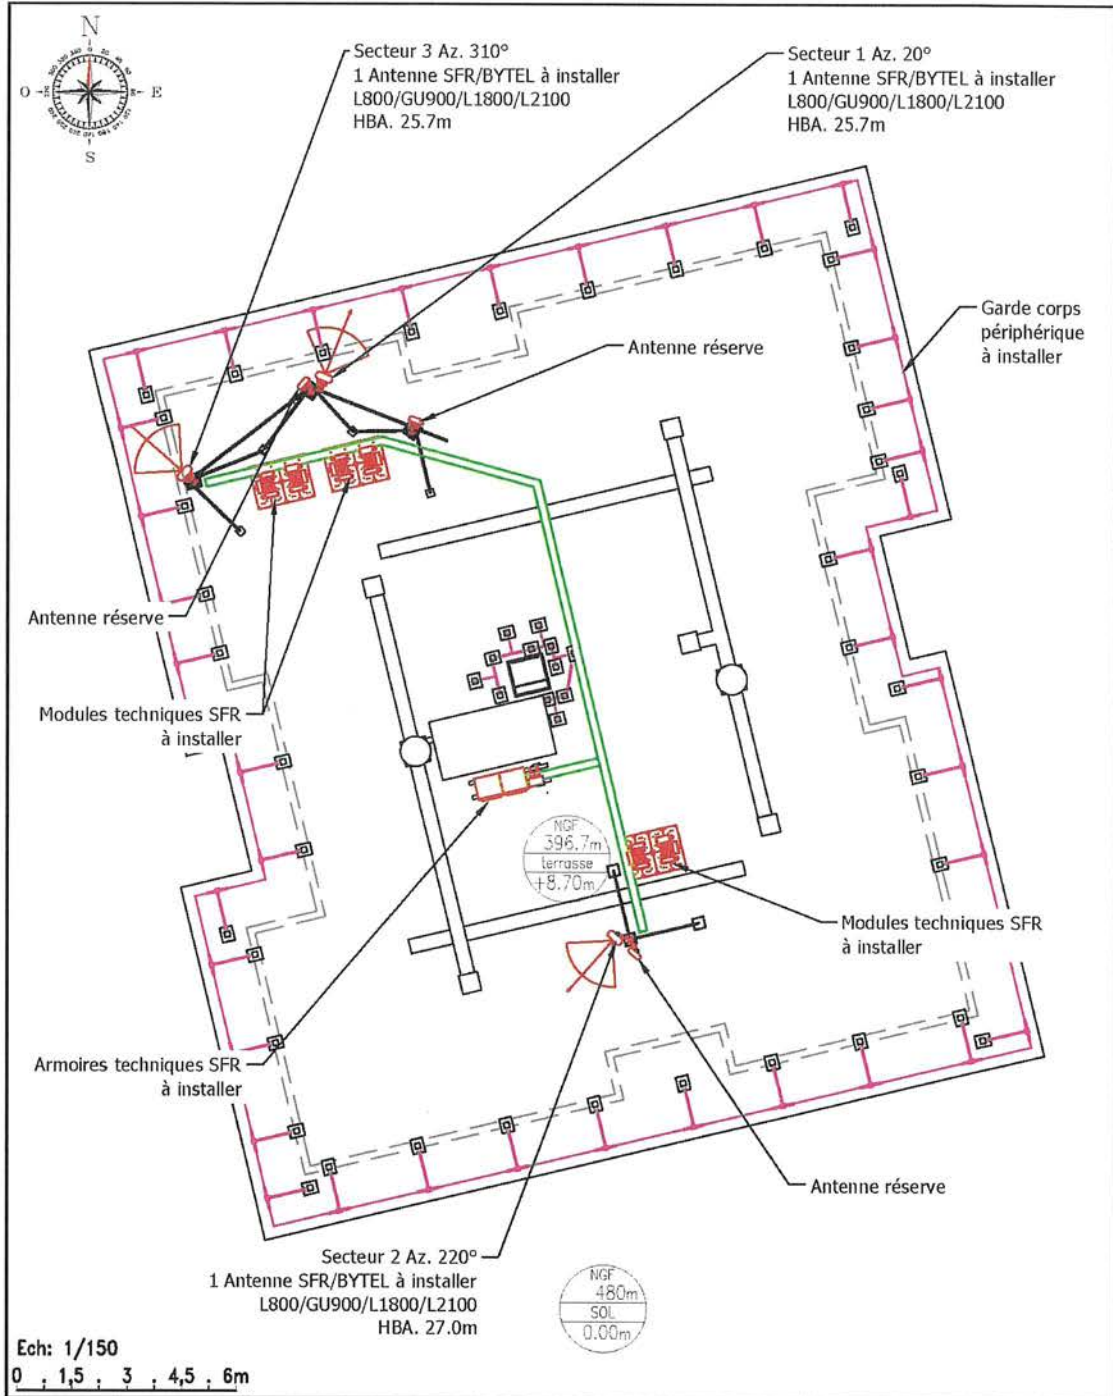 N
O
E
S
Secteur 3 Az. 310°
1 Antenne SFR/BYTEL à installer
L800/GU900/L1800/L2100
HBA. 25.7m
Secteur 1 Az. 20°
1 Antenne SFR/BYTEL à installer
L800/GU900/L1800/L2100
HBA. 25.7m
Garde corps
périphérique
à installer
Antenne réserve
Antenne réserve
Modules techniques SFR
à installer
NGF
396.7m
terrasse
+8.70m
Modules techniques SFR
à installer
Armoires techniques SFR
à installer
Antenne réserve
Secteur 2 Az. 220°
1 Antenne SFR/BYTEL à installer
L800/GU900/L1800/L2100
HBA. 27.0m
NGF
480m
SOL
0.00m
Ech: 1/150
0 1,5 3 4,5 6m